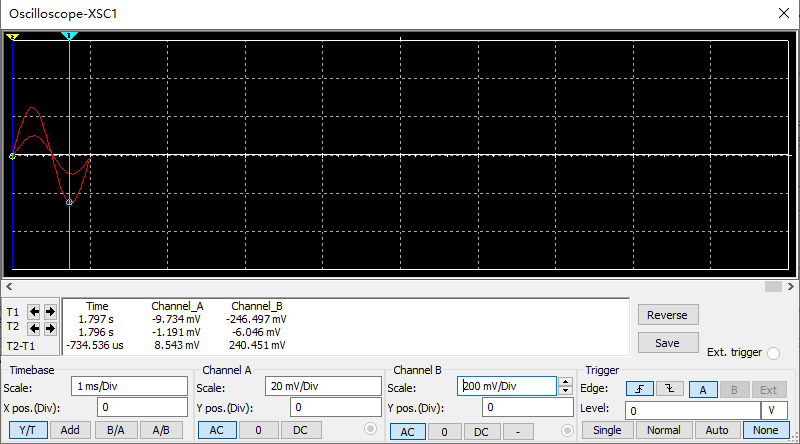 Oscilloscope-XSC1
2 1
T1 Time Channel_A Channel_B
1.797 s -9.734 mV -246.497 mV
T2 1.796 s -1.191 mV -6.046 mV
T2-T1 -734.536 us 8.543 mV 240.451 mV
Reverse
Save
Ext. trigger
Timebase
Scale: 1 ms/Div
X pos.(Div): 0
Y/T Add B/A A/B
Channel A
Scale: 20 mV/Div
Y pos.(Div): 0
AC 0 DC
Channel B
Scale: 200 mV/Div
Y pos.(Div): 0
AC 0 DC -
Trigger
Edge: A B Ext
Level: 0 V
Single Normal Auto None